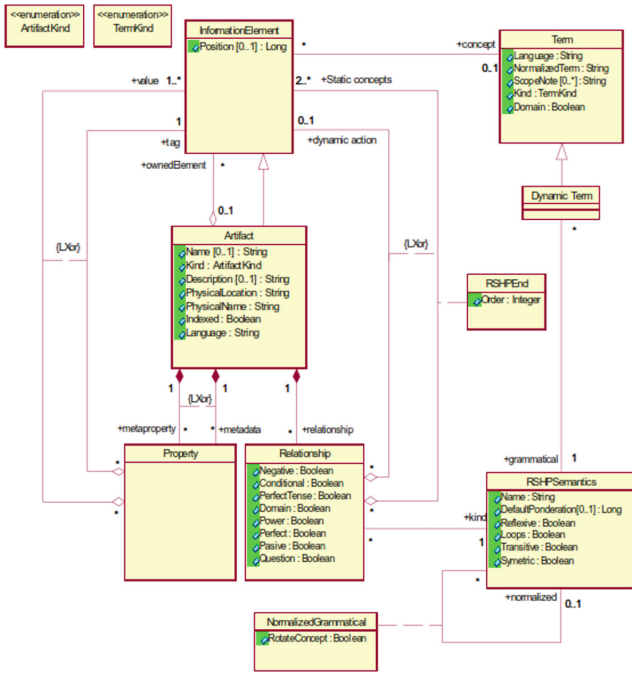 <<enumeration>>
ArtifactKind
<<enumeration>>
TermKind
InformationElement
Position [0..1] : Long
Term
Language : String
NormalizedTerm : String
ScopeNote [0..*] : String
Kind : TermKind
Domain : Boolean
*
+concept
0..1
+value
1..*
2..*
+Static concepts
1
+tag
0..1
+dynamic action
+ownedElement
*
0..1
{LXor}
{LXor}
Dynamic Term
*
Artifact
Name [0..1] : String
Kind : ArtifactKind
Description [0..1] : String
PhysicalLocation : String
PhysicalName : String
Indexed : Boolean
Language : String
RSHPEnd
Order : Integer
1
1
1
{LXor}
+metaproperty
*
*
+metadata
*
+relationship
Property
*
*
Relationship
Negative : Boolean
Conditional : Boolean
PerfectTense : Boolean
Domain : Boolean
Power : Boolean
Perfect : Boolean
Pasive : Boolean
Question : Boolean
*
*
*
+grammatical
1
RSHPSemantics
Name : String
DefaultPonderation[0..1] : Long
Reflexive : Boolean
Loops : Boolean
Transitive : Boolean
Symetric : Boolean
+kind
1
*
+normalized
0..1
NormalizedGrammatical
RotateConcept : Boolean